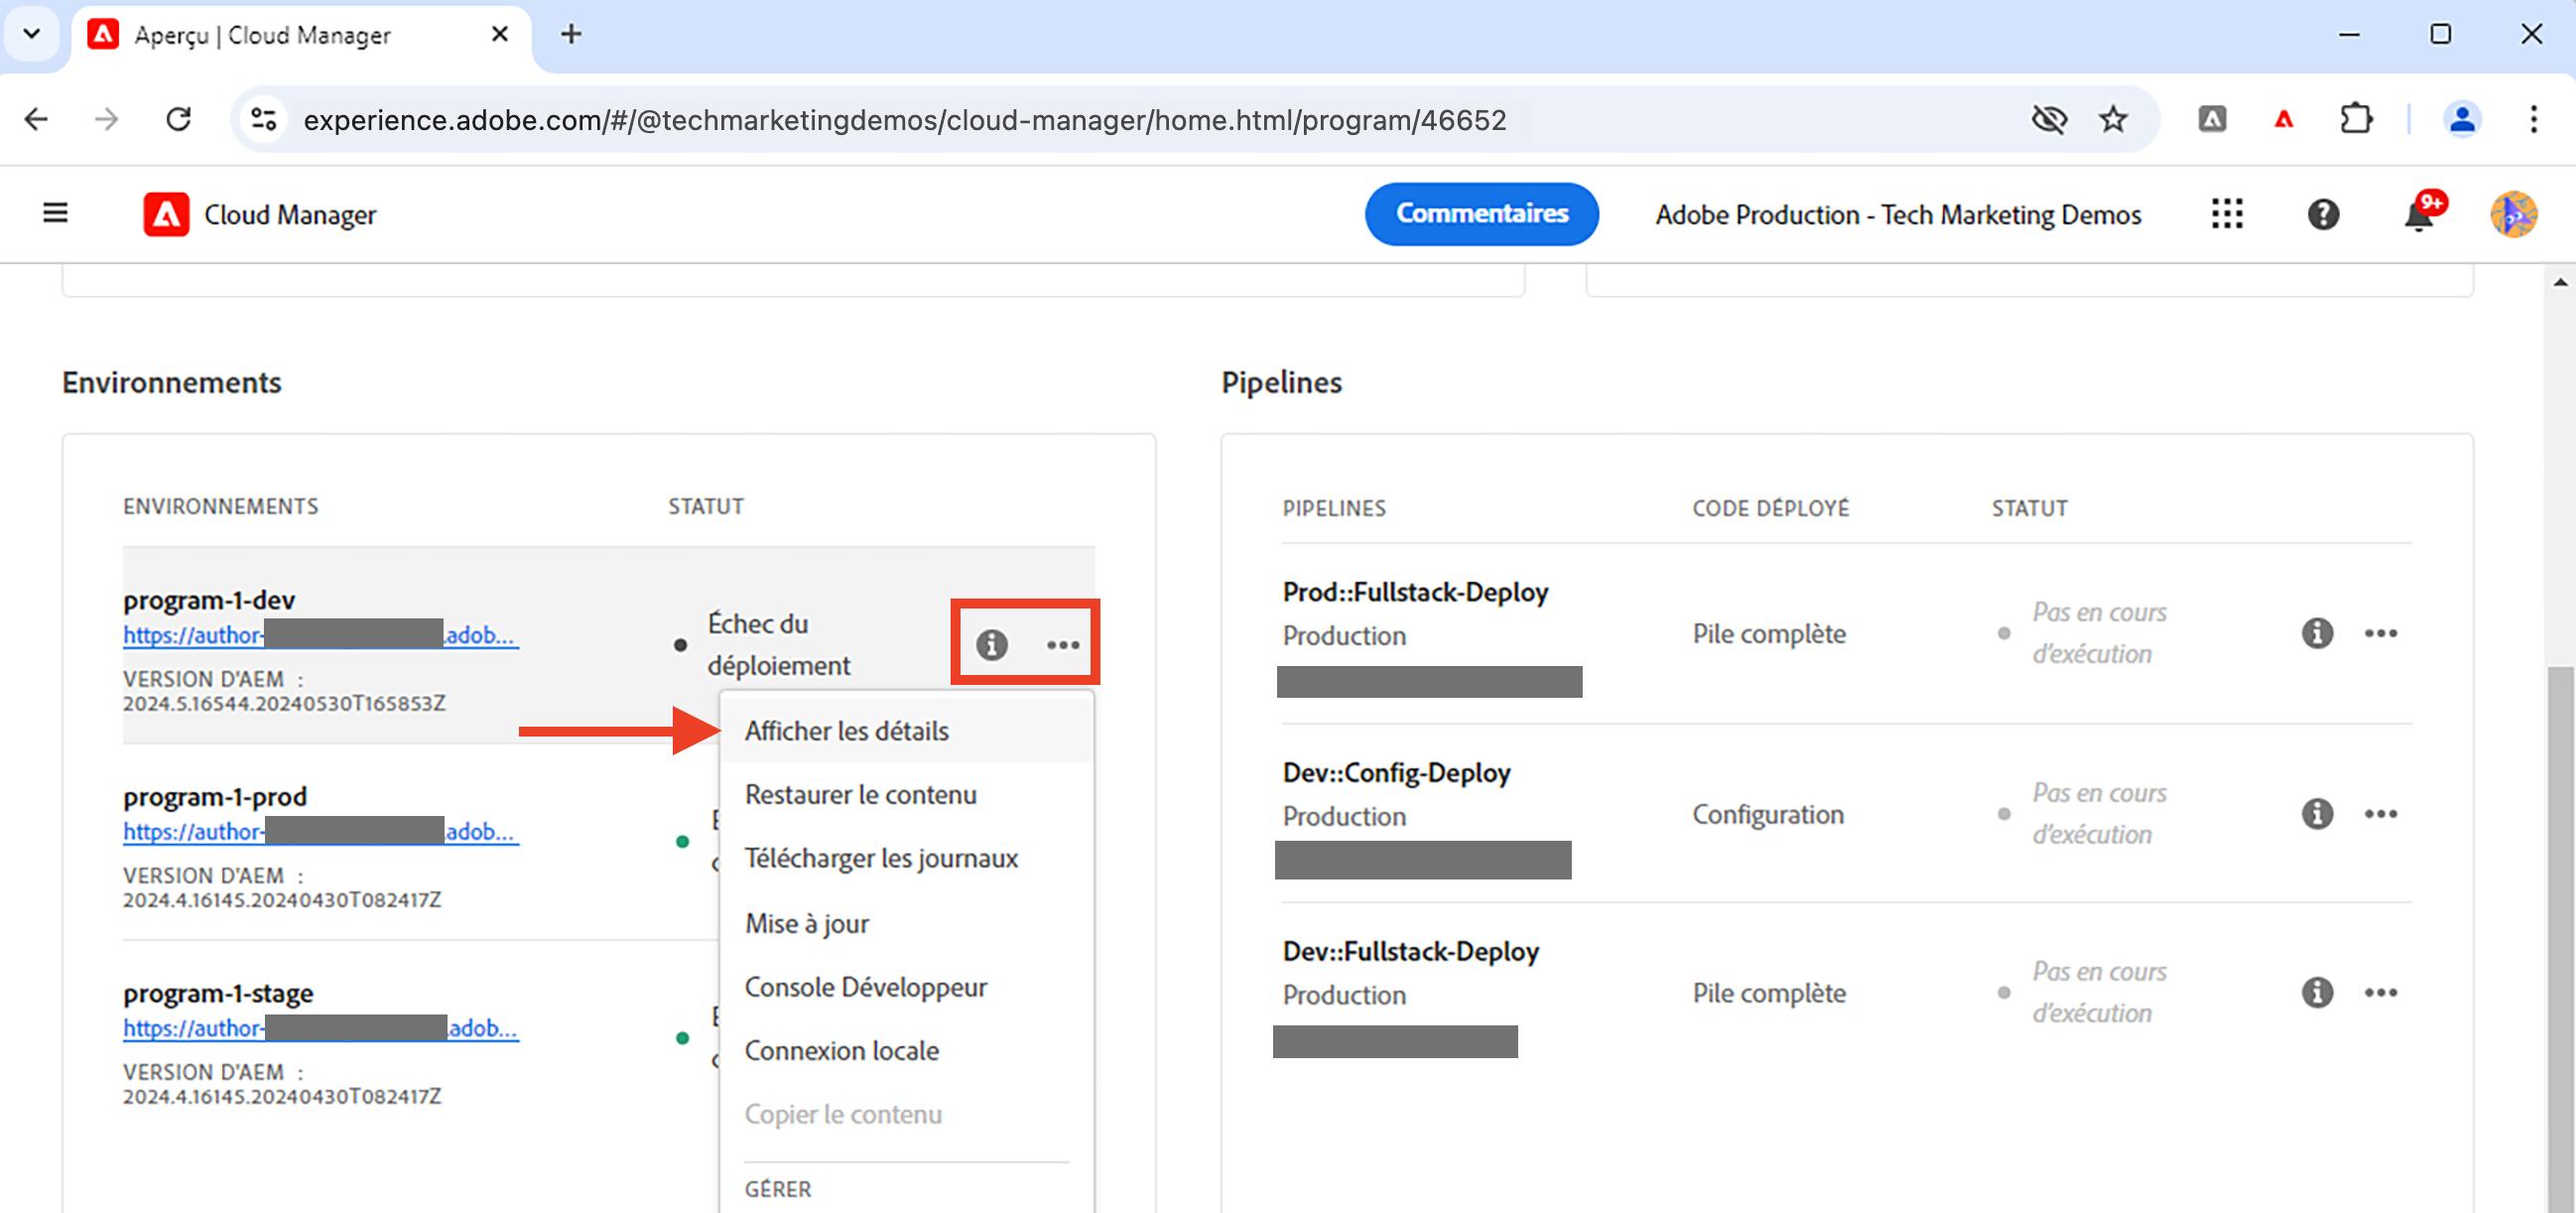 Aperçu | Cloud Manager
experience.adobe.com/#/@techmarketingdemos/cloud-manager/home.html/program/46652
Cloud Manager
Commentaires
Adobe Production - Tech Marketing Demos
9+
Environnements
ENVIRONNEMENTS STATUT
program-1-dev
https://author- .adob...
VERSION D'AEM :
2024.5.16544.20240530T165853Z
Échec du
déploiement
program-1-prod
https://author- adob...
VERSION D'AEM :
2024.4.16145.20240430T082417Z
program-1-stage
https://author- adob...
VERSION D'AEM :
2024.4.16145.20240430T082417Z
Afficher les détails
Restaurer le contenu
Télécharger les journaux
Mise à jour
Console Développeur
Connexion locale
Copier le contenu
GÉRER
Pipelines
PIPELINES CODE DÉPLOYÉ STATUT
Prod::Fullstack-Deploy
Production
Pile complète
Pas en cours
d'exécution
Dev::Config-Deploy
Production
Configuration
Pas en cours
d'exécution
Dev::Fullstack-Deploy
Production
Pile complète
Pas en cours
d'exécution